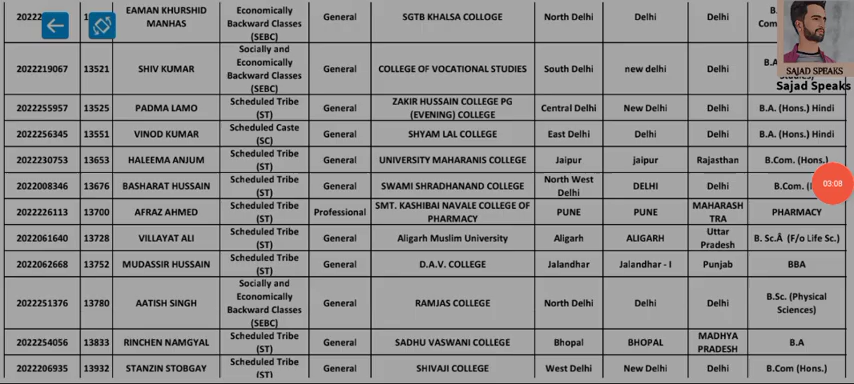 2022 1 EAMAN KHURSHID MANHAS Economically Backward Classes (SEBC) General SGTB KHALSA COLLOGE North Delhi Delhi Delhi B. Com
2022219067 13521 SHIV KUMAR Socially and Economically Backward Classes (SEBC) General COLLEGE OF VOCATIONAL STUDIES South Delhi new delhi Delhi B.A
2022255957 13525 PADMA LAMO Scheduled Tribe (ST) General ZAKIR HUSSAIN COLLEGE PG (EVENING) COLLEGE Central Delhi New Delhi Delhi B.A. (Hons.) Hindi
2022256345 13551 VINOD KUMAR Scheduled Caste (SC) General SHYAM LAL COLLEGE East Delhi Delhi Delhi B.A. (Hons.) Hindi
2022230753 13653 HALEEMA ANJUM Scheduled Tribe (ST) General UNIVERSITY MAHARANIS COLLEGE Jaipur jaipur Rajasthan B.Com. (Hons.)
2022008346 13676 BASHARAT HUSSAIN Scheduled Tribe (ST) General SWAMI SHRADHANAND COLLEGE North West Delhi DELHI Delhi B.Com.
2022226113 13700 AFRAZ AHMED Scheduled Tribe (ST) Professional SMT. KASHIBAI NAVALE COLLEGE OF PHARMACY PUNE PUNE MAHARASH TRA PHARMACY
2022061640 13728 VILLAYAT ALI Scheduled Tribe (ST) General Aligarh Muslim University Aligarh ALIGARH Uttar Pradesh B. Sc.Â (F/o Life Sc.)
2022062668 13752 MUDASSIR HUSSAIN Scheduled Tribe (ST) General D.A.V. COLLEGE Jalandhar Jalandhar - I Punjab BBA
2022251376 13780 AATISH SINGH Socially and Economically Backward Classes (SEBC) General RAMJAS COLLEGE North Delhi Delhi Delhi B.Sc. (Physical Sciences)
2022254056 13833 RINCHEN NAMGYAL Scheduled Tribe (ST) General SADHU VASWANI COLLEGE Bhopal BHOPAL MADHYA PRADESH B.A
2022206935 13932 STANZIN STOBGAY Scheduled Tribe (ST) General SHIVAJI COLLEGE West Delhi New Delhi Delhi B.Com (Hons.)
SAJAD SPEAKS
Sajad Speaks
03:08